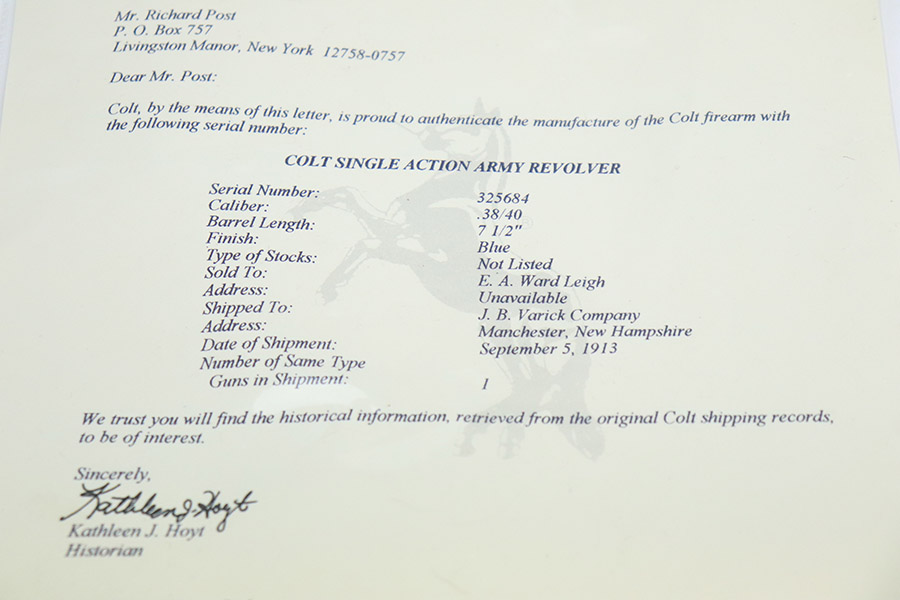 Mr. Richard Post
P. O. Box 757
Livingston Manor, New York 12758-0757
Dear Mr. Post:
Colt, by the means of this letter, is proud to authenticate the manufacture of the Colt firearm with
the following serial number:
COLT SINGLE ACTION ARMY REVOLVER
Serial Number: 325684
Caliber: .38/40
Barrel Length: 7 1/2"
Finish: Blue
Type of Stocks: Not Listed
Sold To: E. A. Ward Leigh
Address: Unavailable
Shipped To: J. B. Varick Company
Address: Manchester, New Hampshire
Date of Shipment: September 5, 1913
Number of Same Type
Guns in Shipment: 1
We trust you will find the historical information, retrieved from the original Colt shipping records,
to be of interest.
Sincerely,
Kathleen J. Hoyt
Kathleen J. Hoyt
Historian